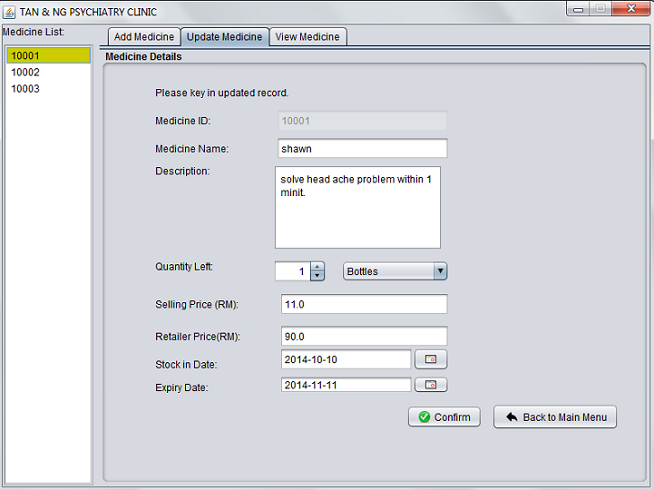 TAN & NG PSYCHIATRY CLINIC
Medicine List:
10001
10002
10003
Add Medicine
Update Medicine
View Medicine
Medicine Details
Please key in updated record.
Medicine ID:
10001
Medicine Name:
shawn
Description:
solve head ache problem within 1
minit.
Quantity Left:
1
Bottles
Selling Price (RM):
11.0
Retailer Price(RM):
90.0
Stock in Date:
2014-10-10
Expiry Date:
2014-11-11
Confirm
Back to Main Menu